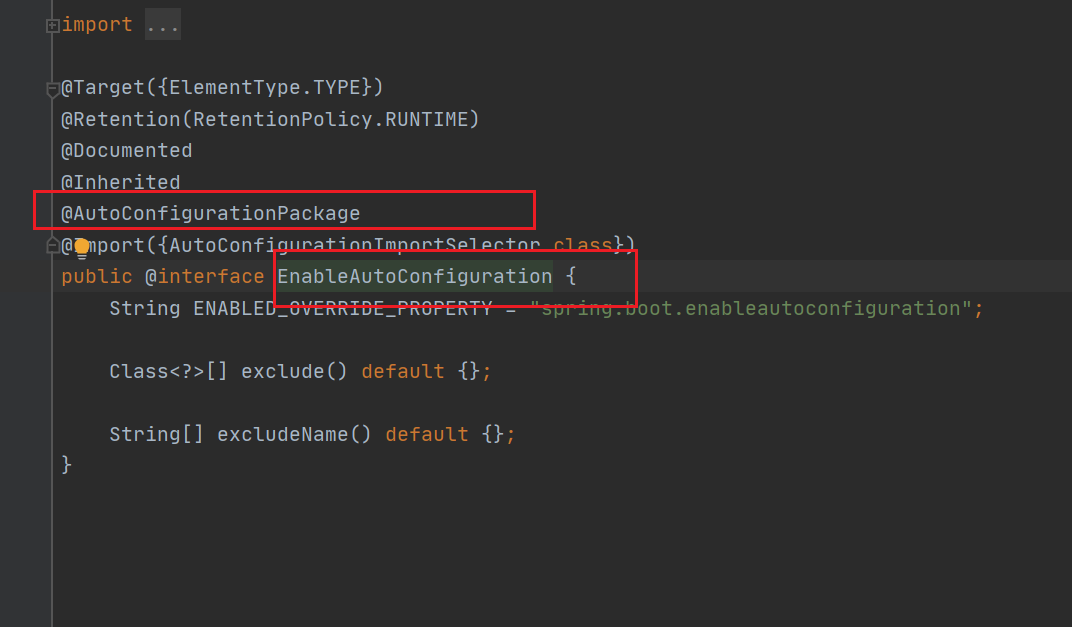 import ...
@Target({ElementType.TYPE})
@Retention(RetentionPolicy.RUNTIME)
@Documented
@Inherited
@AutoConfigurationPackage
@Import({AutoConfigurationImportSelector.class})
public @interface EnableAutoConfiguration {
String ENABLED_OVERRIDE_PROPERTY = "spring.boot.enableautoconfiguration";
Class<?>[] exclude() default {};
String[] excludeName() default {};
}